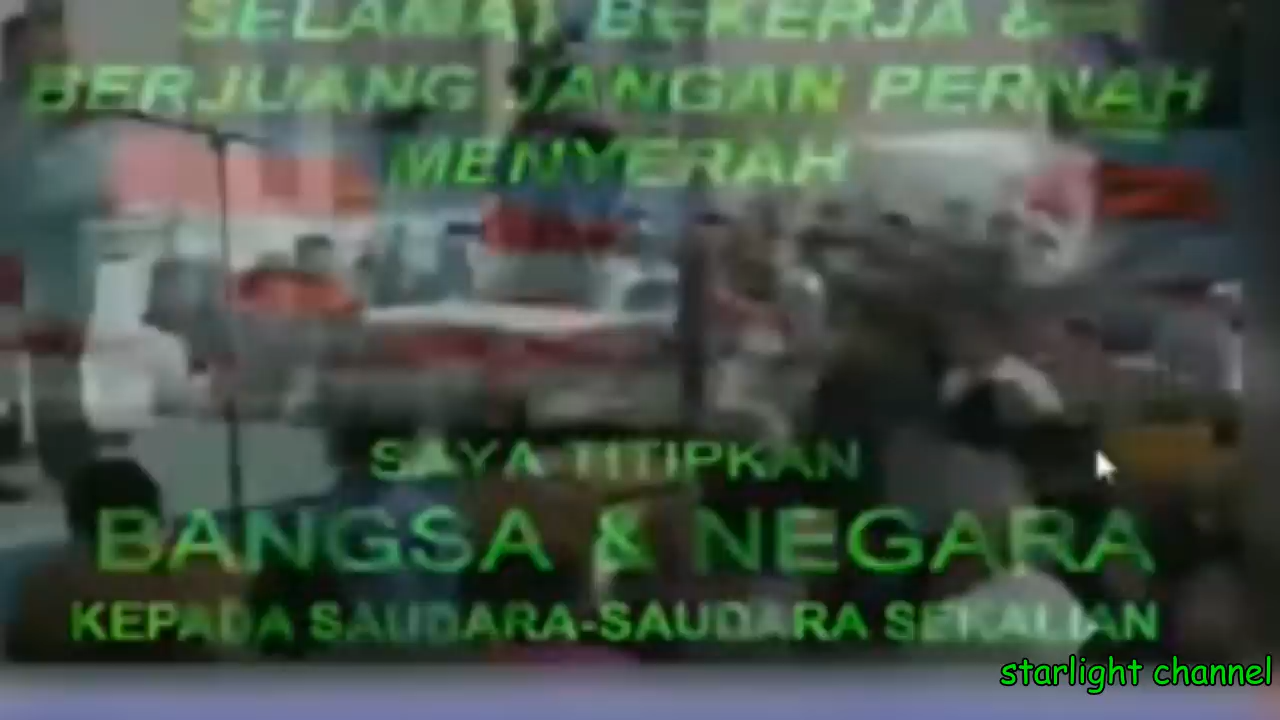 SELAMAT BEKERJA &
BERJUANG JANGAN PERNAH
MENYERAH
SAYA TITIPKAN
BANGSA & NEGARA
KEPADA SAUDARA-SAUDARA SEKALIAN
starlight channel